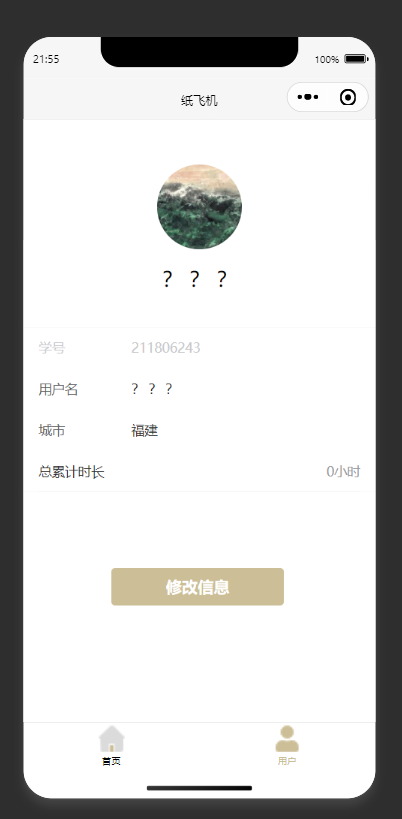 21:55 100%
纸飞机
？ ？ ？
学号 211806243
用户名 ？ ？ ？
城市 福建
总累计时长 0小时
修改信息
首页 用户